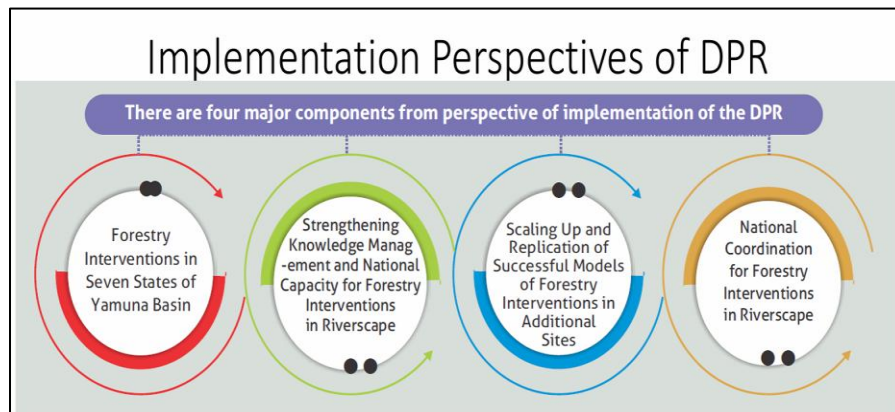 Implementation Perspectives of DPR
There are four major components from perspective of implementation of the DPR
Forestry
Interventions in
Seven States of
Yamuna Basin
Strengthening
Knowledge Manag
-ement and National
Capacity for Forestry
Interventions
in Riverscape
Scaling Up and
Replication of
Successful Models
of Forestry
Interventions in
Additional
Sites
National
Coordination
for Forestry
Interventions
in Riverscape